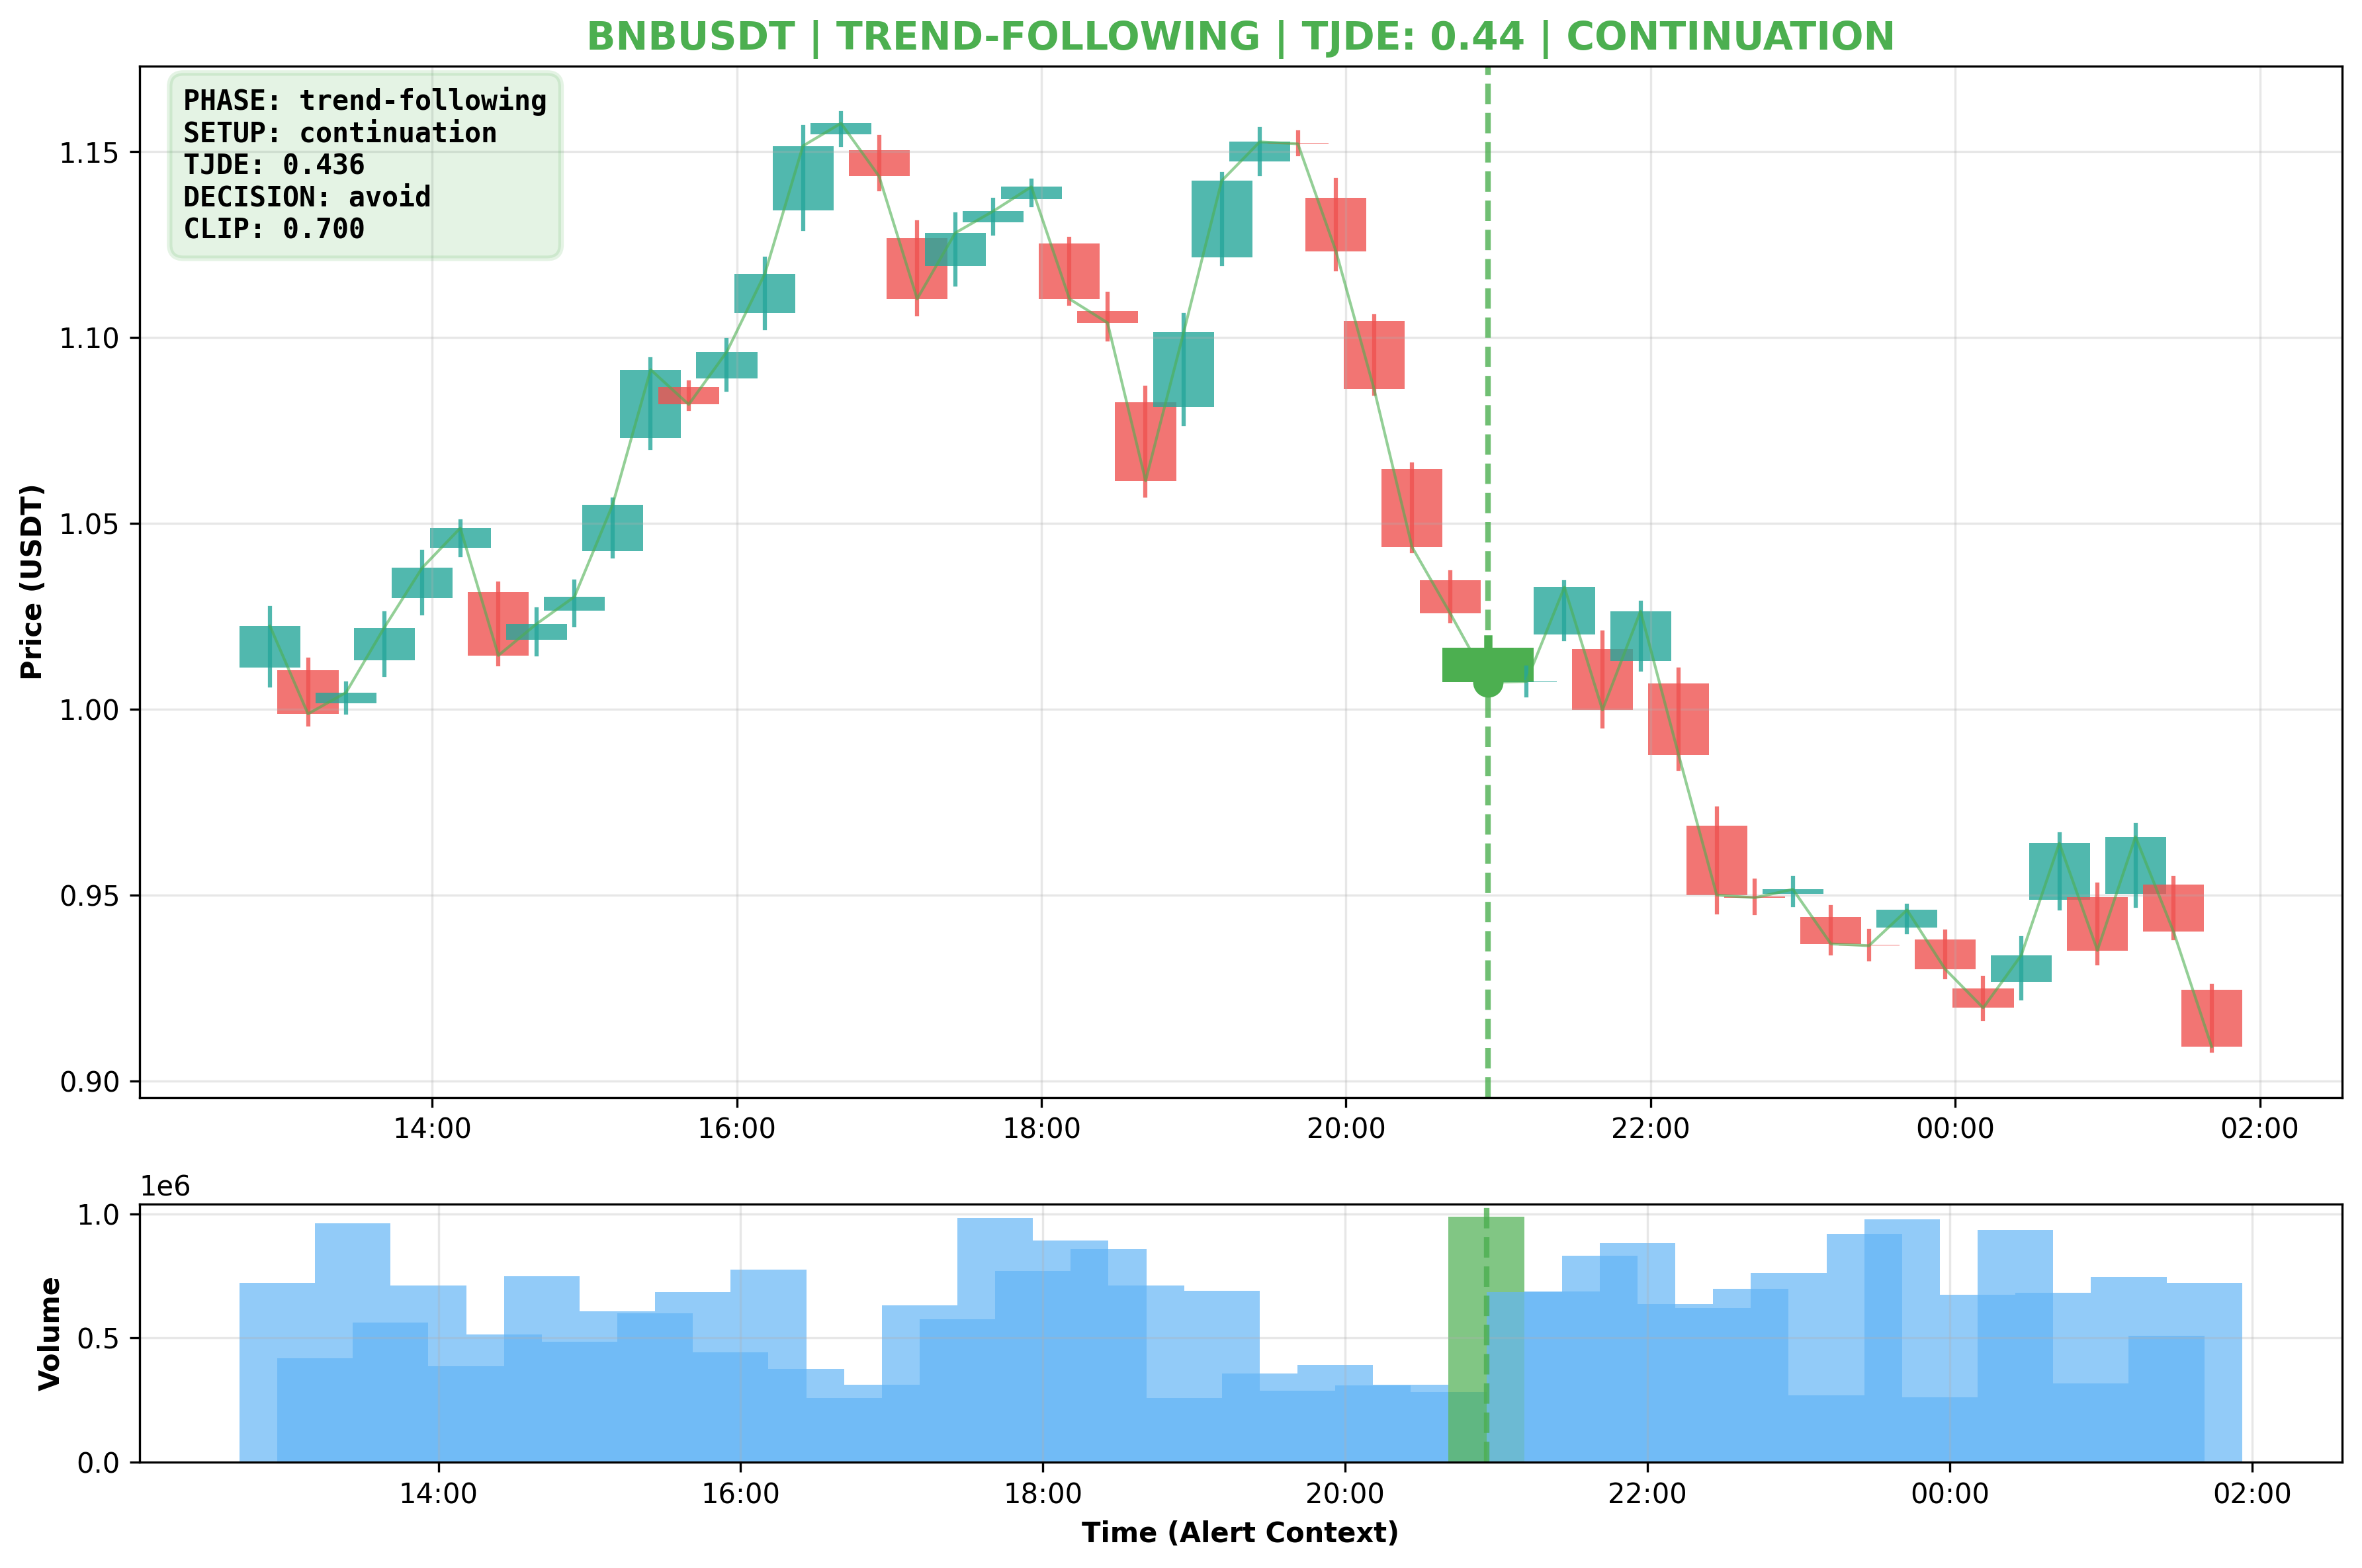 BNBUSDT | TREND-FOLLOWING | TJDE: 0.44 | CONTINUATION
PHASE: trend-following
SETUP: continuation
TJDE: 0.436
DECISION: avoid
CLIP: 0.700
Price (USDT)
1.15
1.10
1.05
1.00
0.95
0.90
14:00 16:00 18:00 20:00 22:00 00:00 02:00
1e6
Volume
1.0
0.5
0.0
14:00 16:00 18:00 20:00 22:00 00:00 02:00
Time (Alert Context)